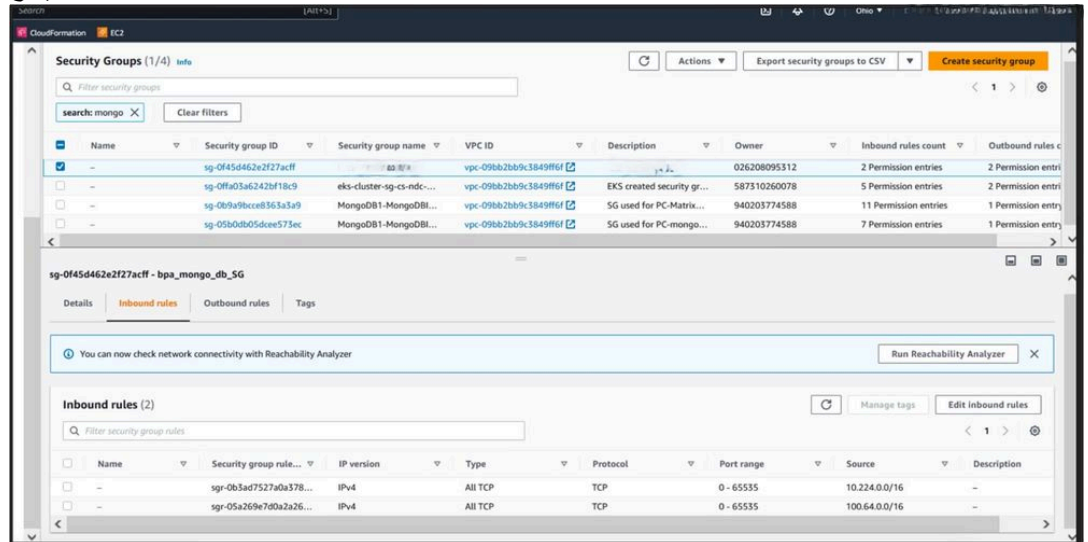 Search [Alt+S] Ohio ▼
CloudFormation EC2
Security Groups (1/4) Info Actions ▼ Export security groups to CSV ▼ Create security group
Filter security groups < 1 >
search: mongo X Clear filters
Name Security group ID Security group name VPC ID Description Owner Inbound rules count Outbound rules c
– sg-0f45d462e2f27acff vpc-09bb2bb9c3849ff6f 026208095312 2 Permission entries 2 Permission entri
– sg-0ffa03a6242bf18c9 eks-cluster-sg-cs-ndc-... vpc-09bb2bb9c3849ff6f EKS created security gr... 587310260078 5 Permission entries 2 Permission entri
– sg-0b9a9bcce8363a3a9 MongoDB1-MongoDBI... vpc-09bb2bb9c3849ff6f SG used for PC-Matrix... 940203774588 11 Permission entries 1 Permission entry
– sg-05b0db05dcee573ec MongoDB1-MongoDBI... vpc-09bb2bb9c3849ff6f SG used for PC-mongo... 940203774588 7 Permission entries 1 Permission entry
sg-0f45d462e2f27acff - bpa_mongo_db_SG
Details Inbound rules Outbound rules Tags
You can now check network connectivity with Reachability Analyzer Run Reachability Analyzer X
Inbound rules (2) Manage tags Edit inbound rules
Filter security group rules < 1 >
Name Security group rule... IP version Type Protocol Port range Source Description
– sgr-0b3ad7527a0a378... IPv4 All TCP TCP 0 - 65535 10.224.0.0/16 –
– sgr-05a269e7d0a2a26... IPv4 All TCP TCP 0 - 65535 100.64.0.0/16 –